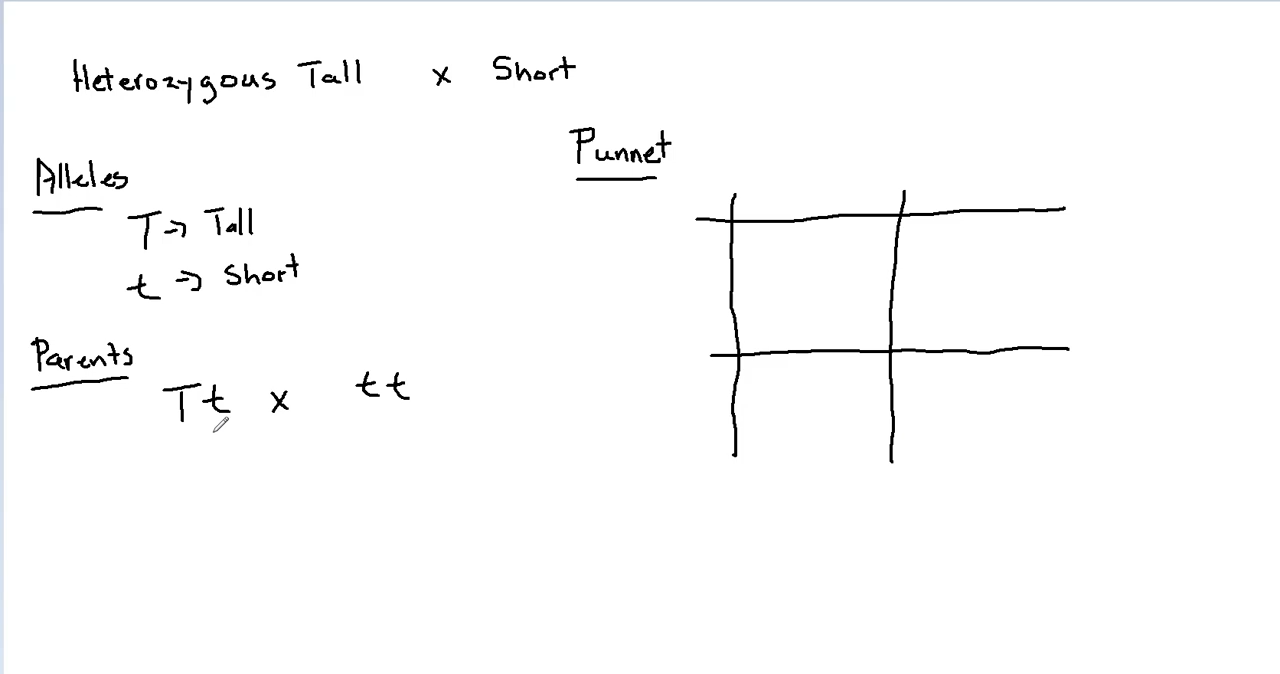 Heterozygous Tall x Short
Punnet
Alleles
T → Tall
t → Short
Parents
Tt x tt